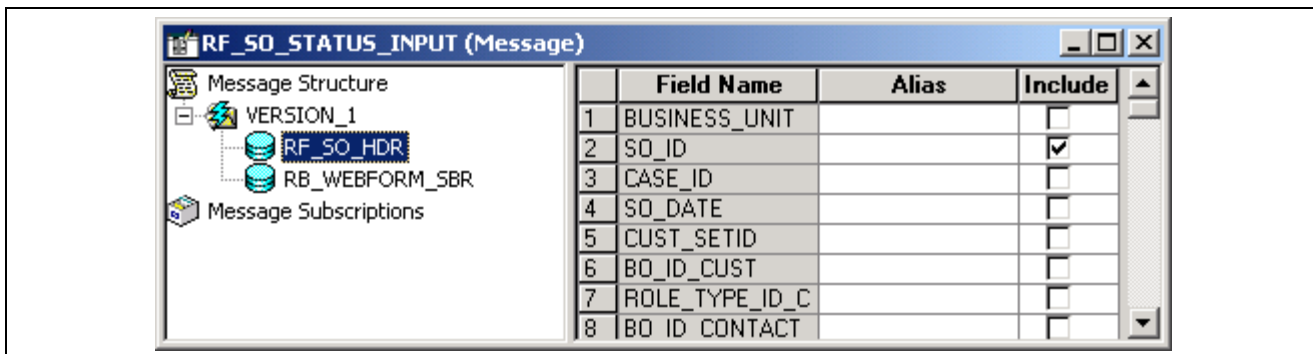 RF_SO_STATUS_INPUT (Message)
Message Structure
VERSION_1
RF_SO_HDR
RB_WEBFORM_SBR
Message Subscriptions
Field Name Alias Include
1 BUSINESS_UNIT
2 SO_ID
3 CASE_ID
4 SO_DATE
5 CUST_SETID
6 BO_ID_CUST
7 ROLE_TYPE_ID_C
8 BO_ID_CONTACT